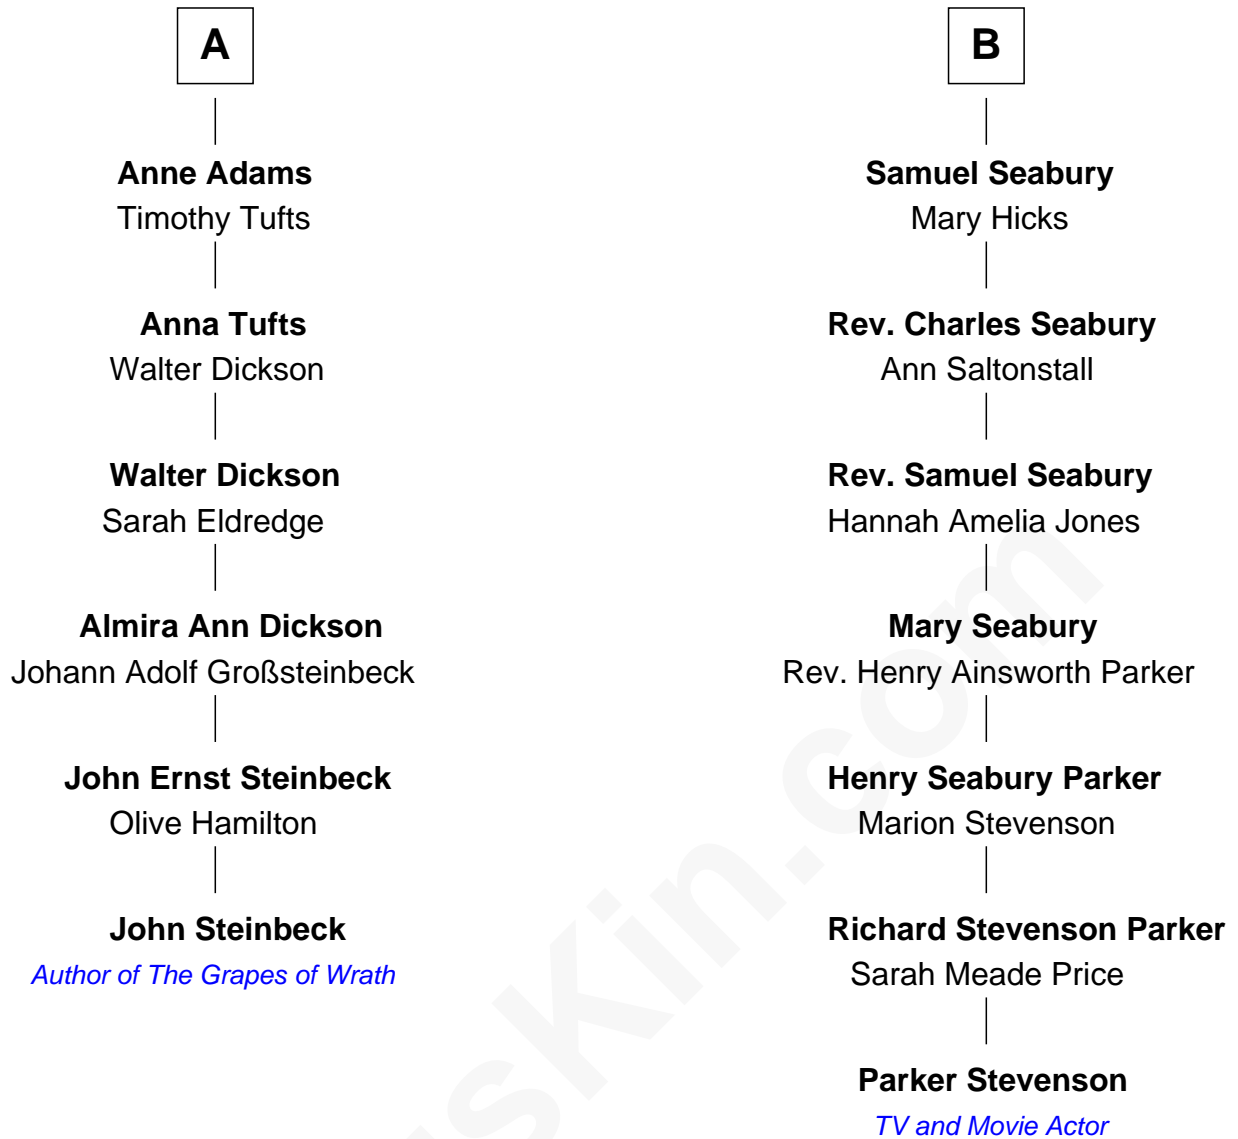 A
Anne Adams
Timothy Tufts
Anna Tufts
Walter Dickson
Walter Dickson
Sarah Eldredge
Almira Ann Dickson
Johann Adolf Großsteinbeck
John Ernst Steinbeck
Olive Hamilton
John Steinbeck
Author of The Grapes of Wrath
B
Samuel Seabury
Mary Hicks
Rev. Charles Seabury
Ann Saltonstall
Rev. Samuel Seabury
Hannah Amelia Jones
Mary Seabury
Rev. Henry Ainsworth Parker
Henry Seabury Parker
Marion Stevenson
Richard Stevenson Parker
Sarah Meade Price
Parker Stevenson
TV and Movie Actor